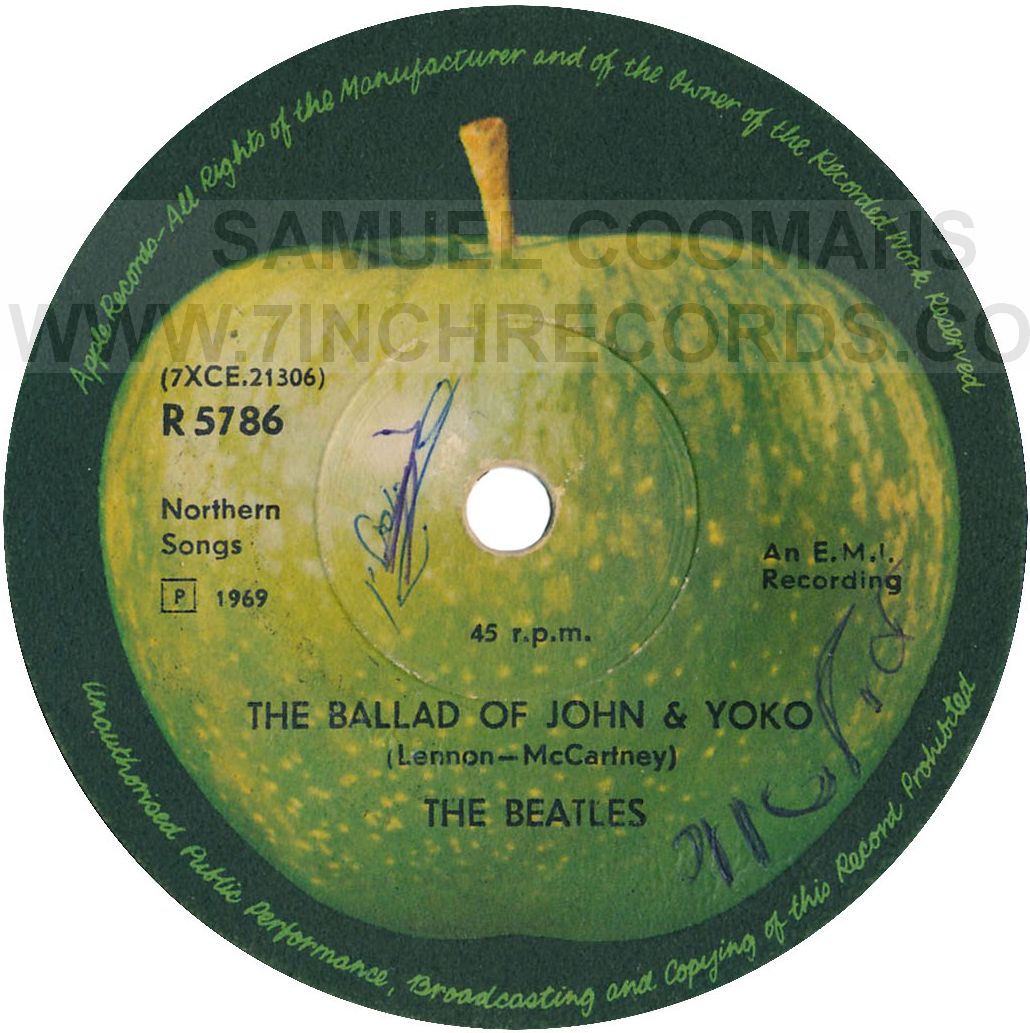 Apple Records-All Rights of the Manufacturer and of the Owner of the Recorded Work Reserved
SAMUEL COOMANS
WWW.7INCHRECORDS.CO
(7XCE.21306)
R 5786
Northern
Songs
P 1969
An E.M.I.
Recording
45 r.p.m.
THE BALLAD OF JOHN & YOKO
(Lennon-McCartney)
THE BEATLES
Unauthorised Public Performance, Broadcasting and Copying of this Record Prohibited